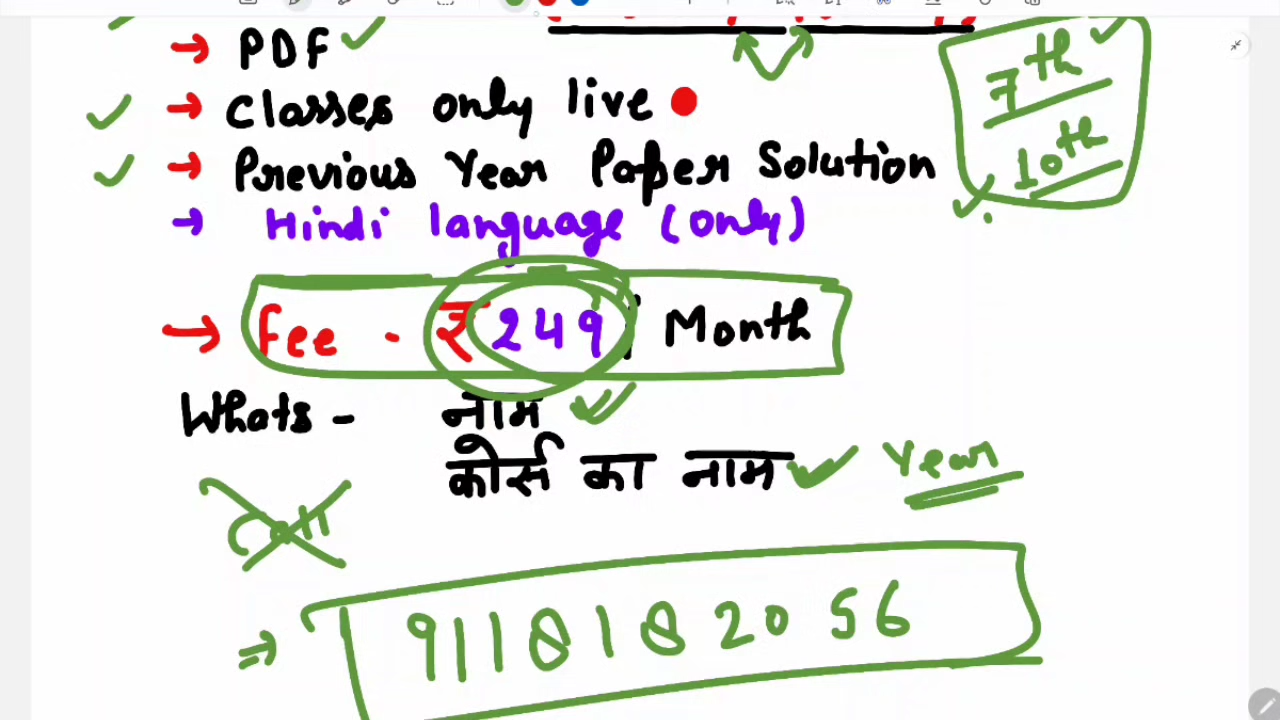 → PDF
7th
→ Classes only live
10th
→ Previous Year Paper Solution
→ Hindi language (only)
→ Fee - ₹ 249 | Month
Whats - नाम
कोर्स का नाम Year
Call
⇒ 9118182056